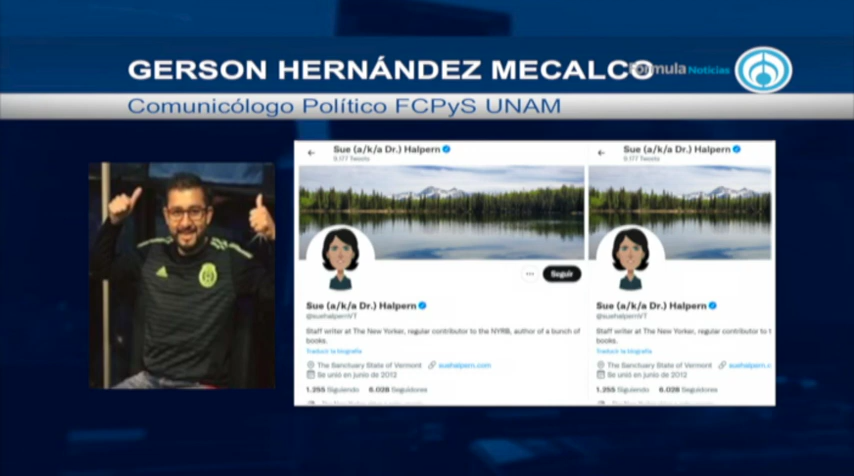 GERSON HERNÁNDEZ MECALCO
Fórmula Noticias
Comunicólogo Político FCPyS UNAM
Sue (a/k/a Dr.) Halpern
9,177 Tweets
Seguir
Sue (a/k/a Dr.) Halpern
@suehalpernVT
Staff writer at The New Yorker, regular contributor to the NYRB, author of a bunch of
books.
Traducir la biografía
The Sanctuary State of Vermont suehalpern.com
Se unió en junio de 2012
1.255 Siguiendo 6.028 Seguidores
Sue (a/k/a Dr.) Halpern
9,177 Tweets
Sue (a/k/a Dr.) Halpern
@suehalpernVT
Staff writer at The New Yorker, regular contributor to t
books.
Traducir la biografía
The Sanctuary State of Vermont suehalpern.c
Se unió en junio de 2012
1.255 Siguiendo 6.028 Seguidores